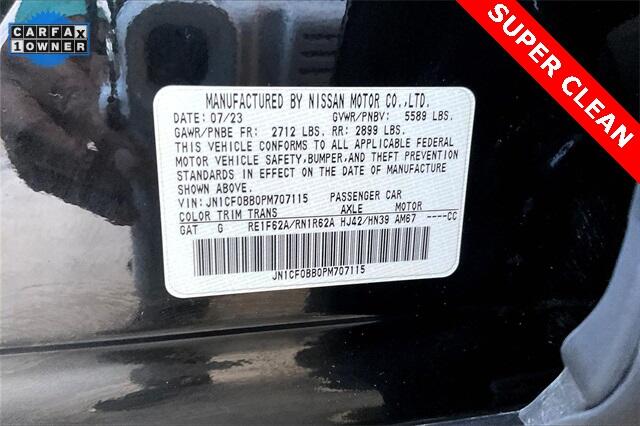 CARFAX
1 OWNER
SUPER CLEAN
MANUFACTURED BY NISSAN MOTOR CO.,LTD.
DATE: 07/23 GVWR/PNBV: 5589 LBS.
GAWR/PNBE FR: 2712 LBS. RR: 2899 LBS.
THIS VEHICLE CONFORMS TO ALL APPLICABLE FEDERAL
MOTOR VEHICLE SAFETY,BUMPER,AND THEFT PREVENTION
STANDARDS IN EFFECT ON THE DATE OF MANUFACTURE
SHOWN ABOVE.
VIN: JN1CF0BB0PM707115 PASSENGER CAR
COLOR TRIM TRANS AXLE MOTOR
GAT G RE1F62A/RN1R62A HJ42/HN39 AM67 ----CC
JN1CF0BB0PM707115